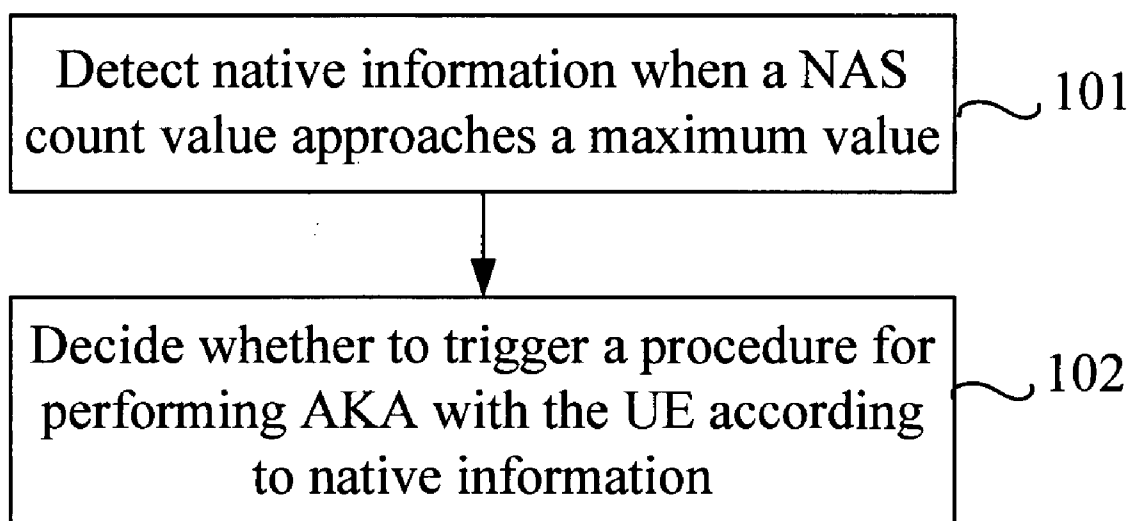 Detect native information when a NAS
count value approaches a maximum value
101
Decide whether to trigger a procedure for
performing AKA with the UE according
to native information
102